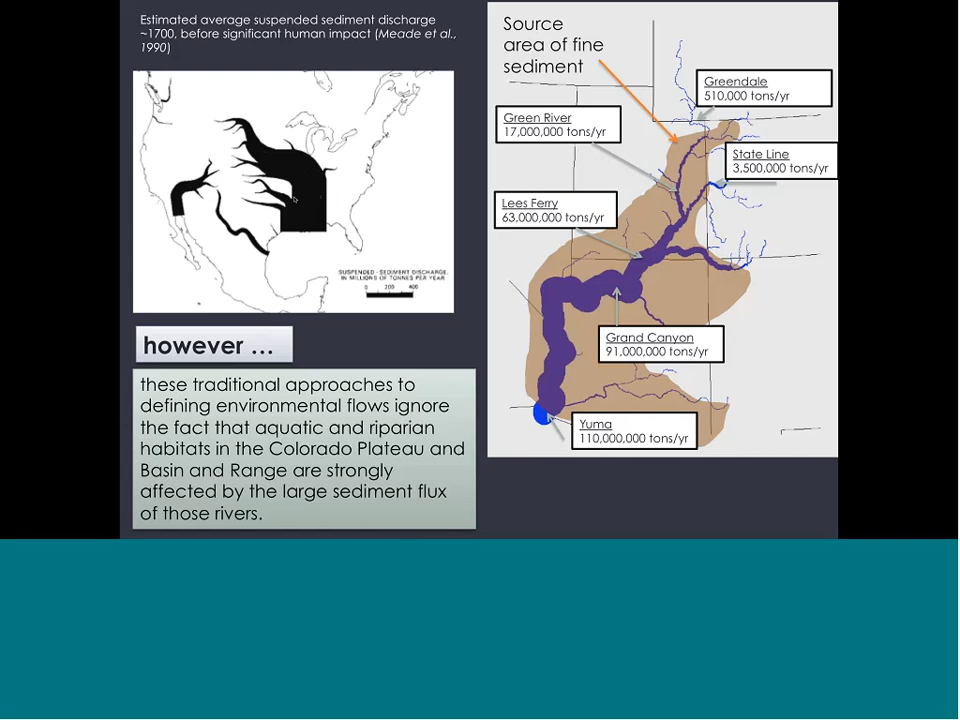 Estimated average suspended sediment discharge
~1700, before significant human impact (Meade et al.,
1990)
SUSPENDED-SEDIMENT DISCHARGE,
IN MILLIONS OF TONNES PER YEAR
0 200 400
however …
these traditional approaches to
defining environmental flows ignore
the fact that aquatic and riparian
habitats in the Colorado Plateau and
Basin and Range are strongly
affected by the large sediment flux
of those rivers.
Source
area of fine
sediment
Greendale
510,000 tons/yr
Green River
17,000,000 tons/yr
State Line
3,500,000 tons/yr
Lees Ferry
63,000,000 tons/yr
Grand Canyon
91,000,000 tons/yr
Yuma
110,000,000 tons/yr